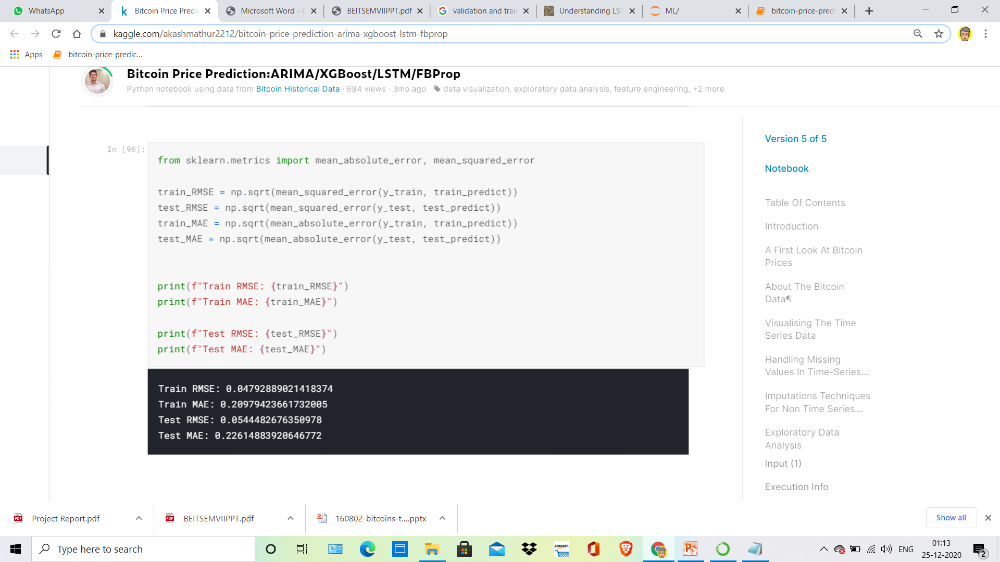 WhatsApp
Bitcoin Price Predic
Microsoft Word -
BEITSEMVIIPPT.pdf
validation and train
Understanding LST
ML/
bitcoin-price-pred
kaggle.com/akashmathur2212/bitcoin-price-prediction-arima-xgboost-lstm-fbprop
Apps
bitcoin-price-predic...
Bitcoin Price Prediction:ARIMA/XGBoost/LSTM/FBProp
Python notebook using data from Bitcoin Historical Data · 694 views · 3mo ago · data visualization, exploratory data analysis, feature engineering, +2 more
In [96]:
from sklearn.metrics import mean_absolute_error, mean_squared_error
train_RMSE = np.sqrt(mean_squared_error(y_train, train_predict))
test_RMSE = np.sqrt(mean_squared_error(y_test, test_predict))
train_MAE = np.sqrt(mean_absolute_error(y_train, train_predict))
test_MAE = np.sqrt(mean_absolute_error(y_test, test_predict))
print(f"Train RMSE: {train_RMSE}")
print(f"Train MAE: {train_MAE}")
print(f"Test RMSE: {test_RMSE}")
print(f"Test MAE: {test_MAE}")
Train RMSE: 0.04792889021418374
Train MAE: 0.20979423661732005
Test RMSE: 0.0544482676350978
Test MAE: 0.22614883920646772
Version 5 of 5
Notebook
Table Of Contents
Introduction
A First Look At Bitcoin
Prices
About The Bitcoin
Data¶
Visualising The Time
Series Data
Handling Missing
Values In Time-Series...
Imputations Techniques
For Non Time Series...
Exploratory Data
Analysis
Input (1)
Execution Info
Project Report.pdf
BEITSEMVIIPPT.pdf
160802-bitcoins-t....pptx
Show all
Type here to search
amazon
ENG
01:13
25-12-2020
2